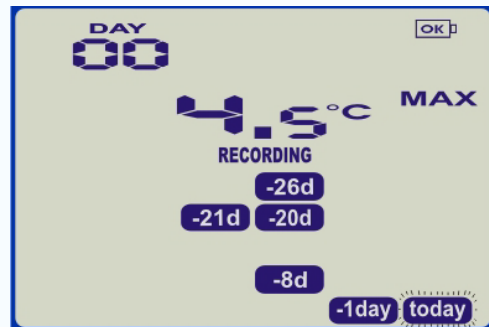 DAY
OK
00
MAX
4.5°C
RECORDING
-26d
-21d -20d
-8d
-1day today